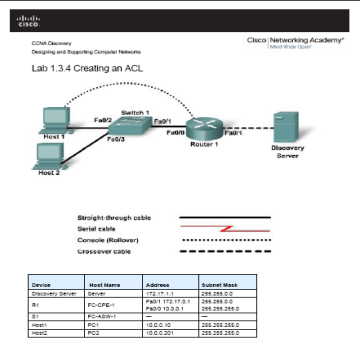 CISCO
CCNA Discovery
Designing and Supporting Computer Networks
Cisco Networking Academy®
Mind Wide Open®
Lab 1.3.4 Creating an ACL
Switch 1
Fa0/2
Fa0/1
Fa0/0
Fa0/1
Host 1
Fa0/3
Router 1
Discovery
Server
Host 2
Straight-through cable
Serial cable
Console (Rollover)
Crossover cable
Device Host Name Address Subnet Mask
Discovery Server Server 172.17.1.1 255.255.0.0
R1 FC-CPE-1 Fa0/1 172.17.0.1 255.255.0.0
Fa0/0 10.0.0.1 255.255.255.0
S1 FC-ASW-1 — —
Host1 PC1 10.0.0.10 255.255.255.0
Host2 PC2 10.0.0.201 255.255.255.0